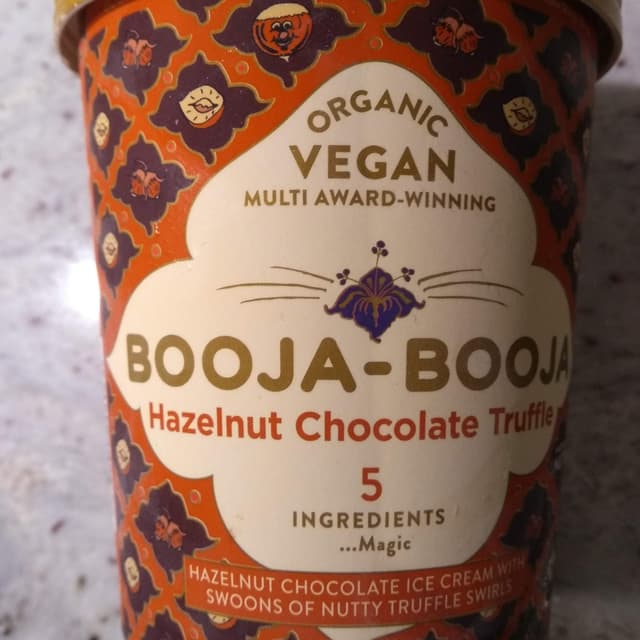 ORGANIC
VEGAN
MULTI AWARD-WINNING
BOOJA-BOOJA
Hazelnut Chocolate Truffle
5
INGREDIENTS
...Magic
HAZELNUT CHOCOLATE ICE CREAM WITH
SWOONS OF NUTTY TRUFFLE SWIRLS